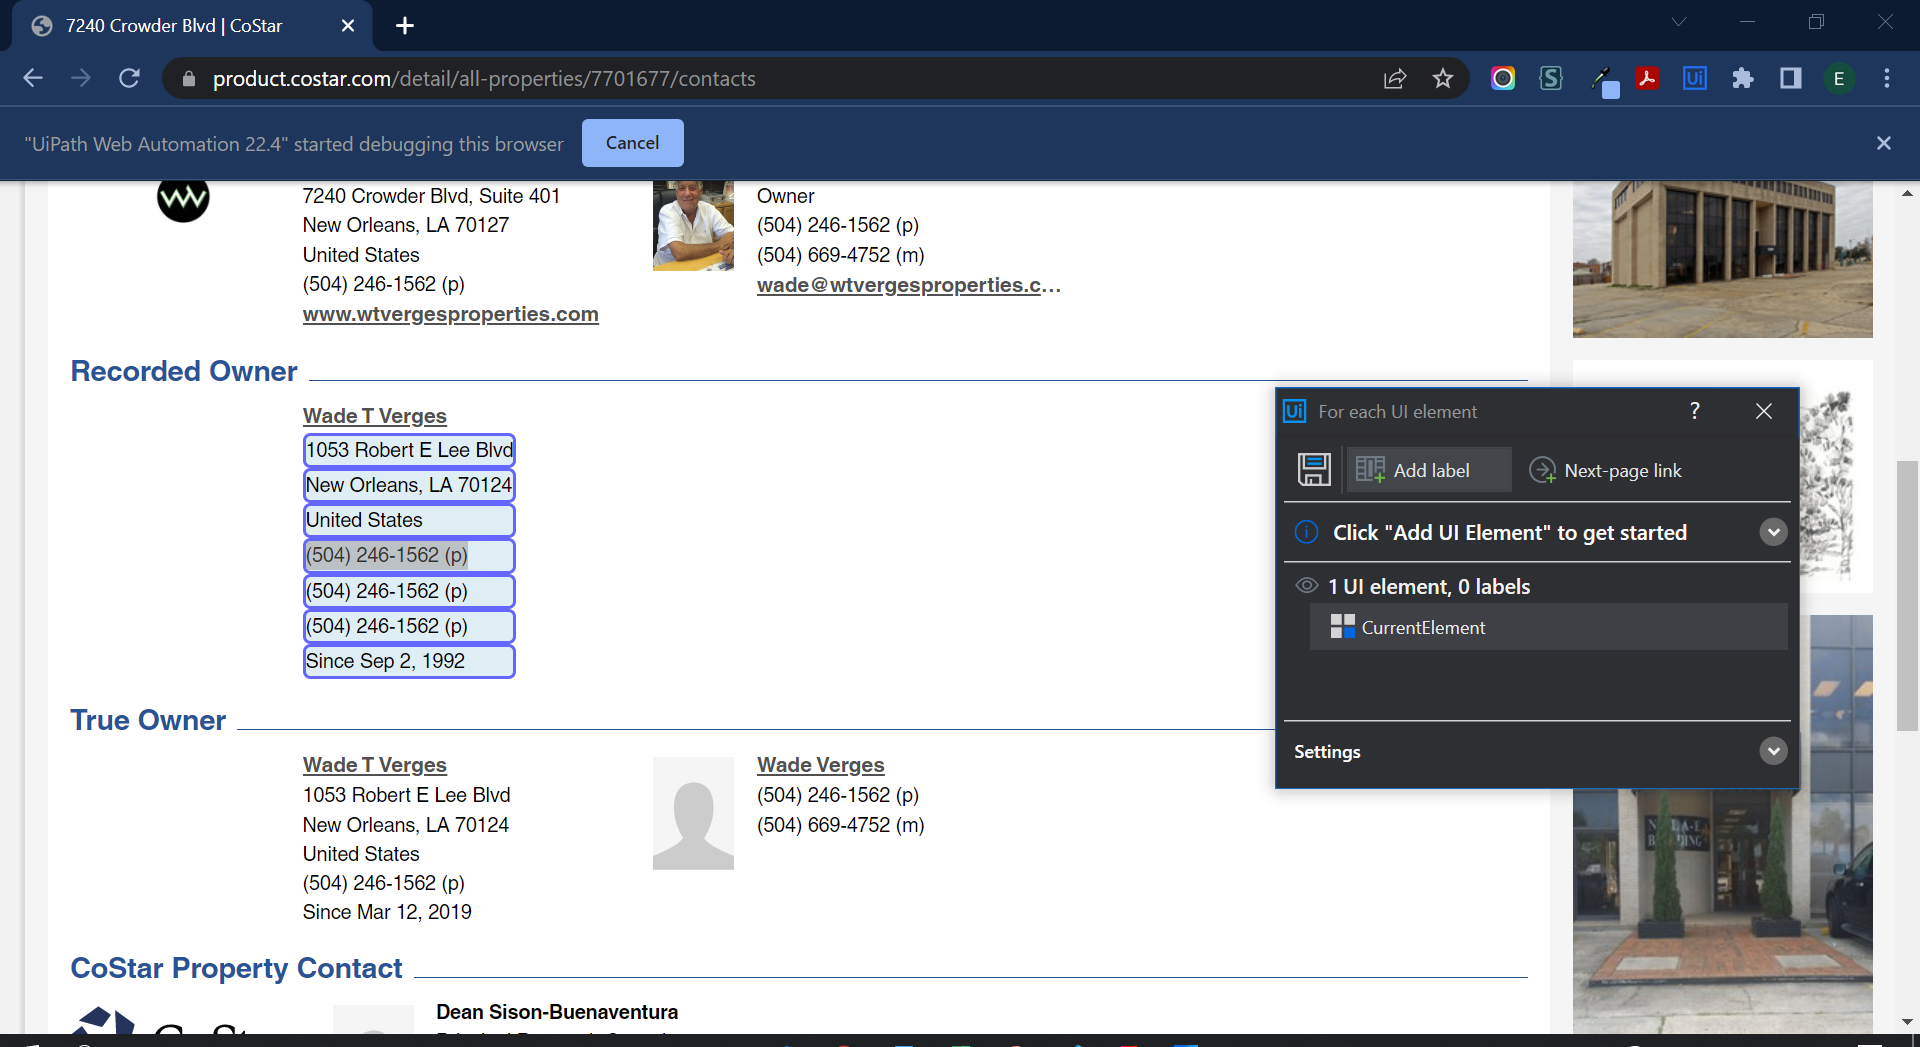 7240 Crowder Blvd | CoStar
product.costar.com/detail/all-properties/7701677/contacts
Ui
E
"UiPath Web Automation 22.4" started debugging this browser
Cancel
7240 Crowder Blvd, Suite 401
New Orleans, LA 70127
United States
(504) 246-1562 (p)
www.wtvergesproperties.com
Owner
(504) 246-1562 (p)
(504) 669-4752 (m)
wade@wtvergesproperties.c...
Recorded Owner
Wade T Verges
1053 Robert E Lee Blvd
New Orleans, LA 70124
United States
(504) 246-1562 (p)
(504) 246-1562 (p)
(504) 246-1562 (p)
Since Sep 2, 1992
Ui For each UI element ?
Add label
Next-page link
Click "Add UI Element" to get started
1 UI element, 0 labels
CurrentElement
Settings
True Owner
Wade T Verges
1053 Robert E Lee Blvd
New Orleans, LA 70124
United States
(504) 246-1562 (p)
Since Mar 12, 2019
Wade Verges
(504) 246-1562 (p)
(504) 669-4752 (m)
CoStar Property Contact
Dean Sison-Buenaventura